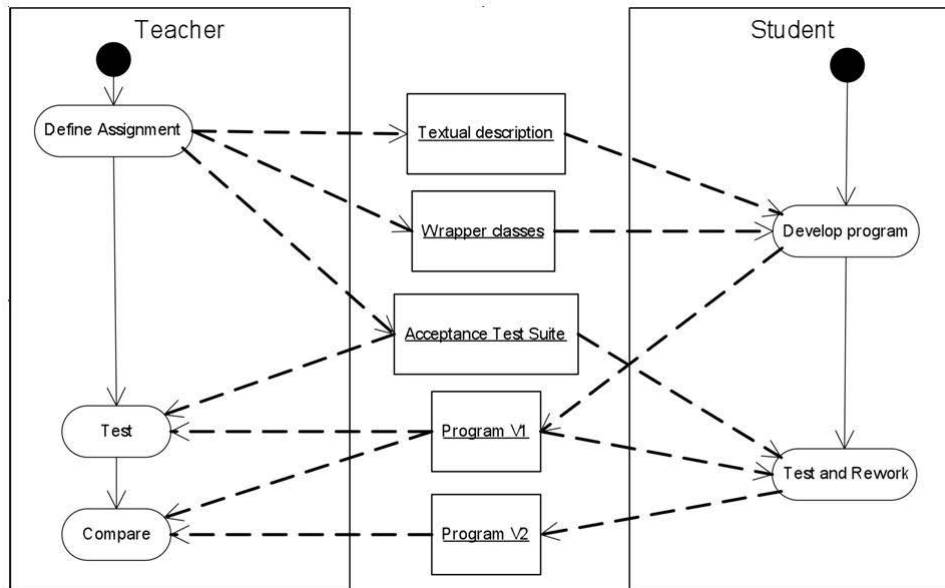 Teacher
Student
Define Assignment
Textual description
Wrapper classes
Develop program
Acceptance Test Suite
Test
Program V1
Test and Rework
Compare
Program V2